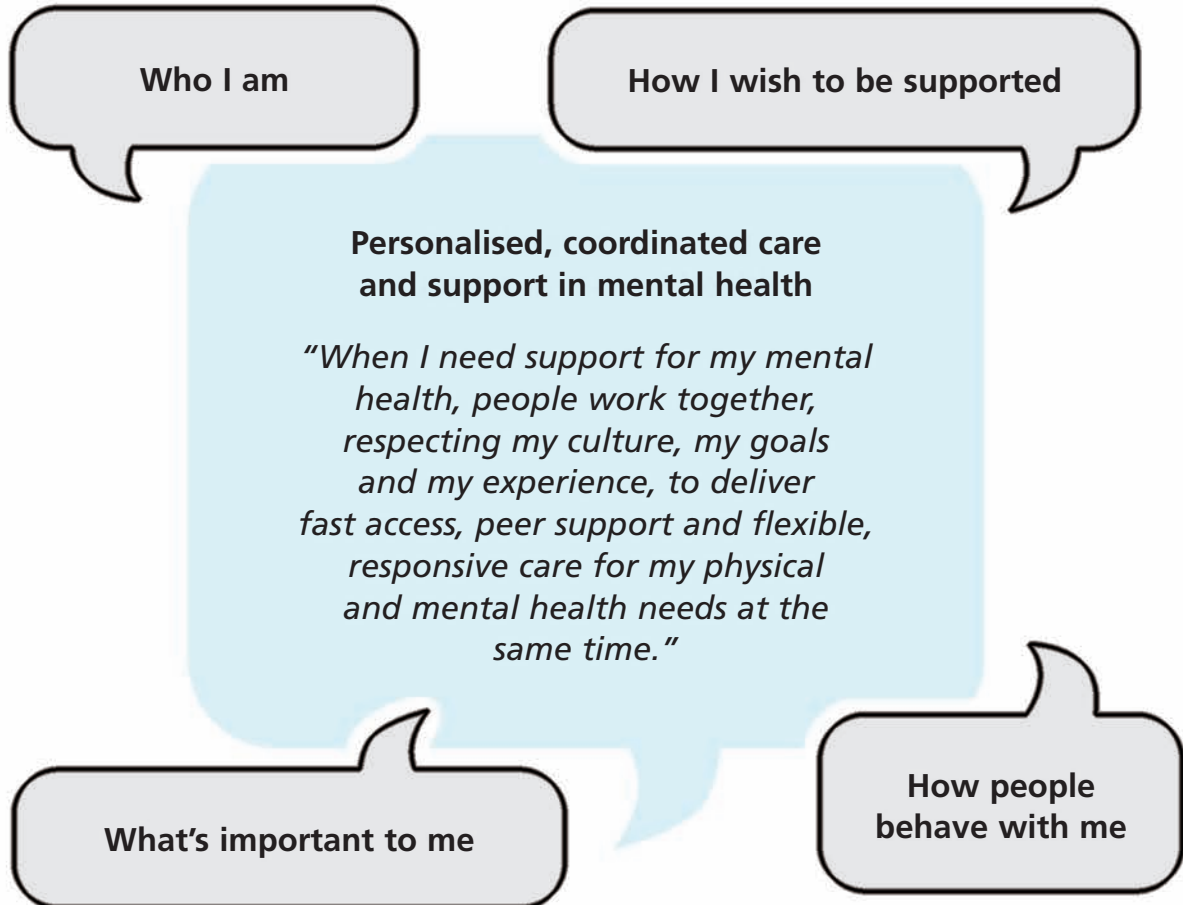 Who I am
How I wish to be supported
Personalised, coordinated care
and support in mental health
“When I need support for my mental
health, people work together,
respecting my culture, my goals
and my experience, to deliver
fast access, peer support and flexible,
responsive care for my physical
and mental health needs at the
same time.”
What's important to me
How people
behave with me